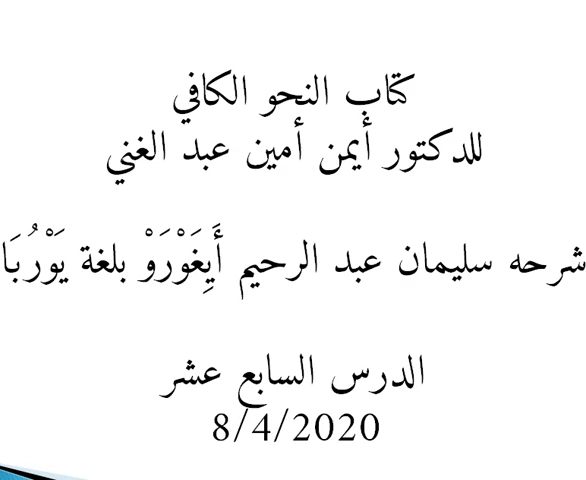 كتاب النحو الكافي
للدكتور أيمن أمين عبد الغني
شرحه سليمان عبد الرحيم أَيِغَوْرَوْ بلغة يَوْرُبَا
الدرس السابع عشر
8/4/2020